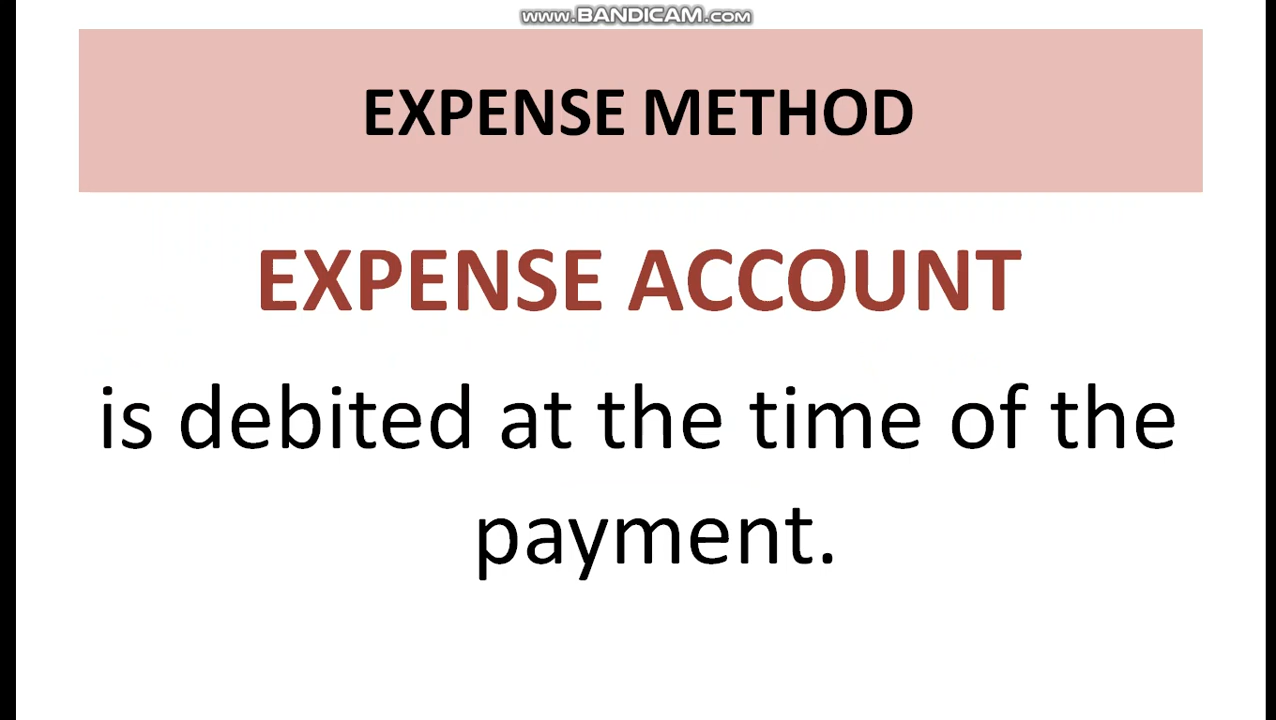 www.BANDICAM.com
EXPENSE METHOD
EXPENSE ACCOUNT
is debited at the time of the
payment.